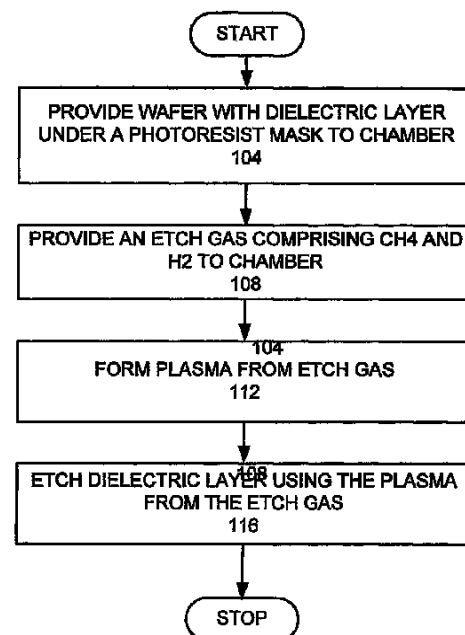 START
PROVIDE WAFER WITH DIELECTRIC LAYER
UNDER A PHOTORESIST MASK TO CHAMBER
104
PROVIDE AN ETCH GAS COMPRISING CH4 AND
H2 TO CHAMBER
108
104
FORM PLASMA FROM ETCH GAS
112
108
ETCH DIELECTRIC LAYER USING THE PLASMA
FROM THE ETCH GAS
116
STOP